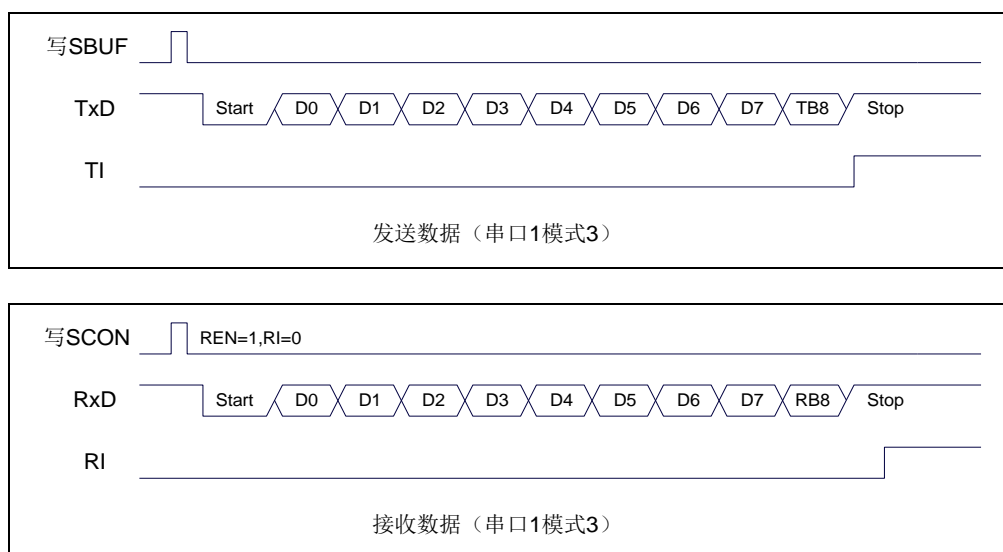 写SBUF
TxD Start D0 D1 D2 D3 D4 D5 D6 D7 TB8 Stop
TI
发送数据（串口1模式3）
写SCON REN=1,RI=0
RxD Start D0 D1 D2 D3 D4 D5 D6 D7 RB8 Stop
RI
接收数据（串口1模式3）